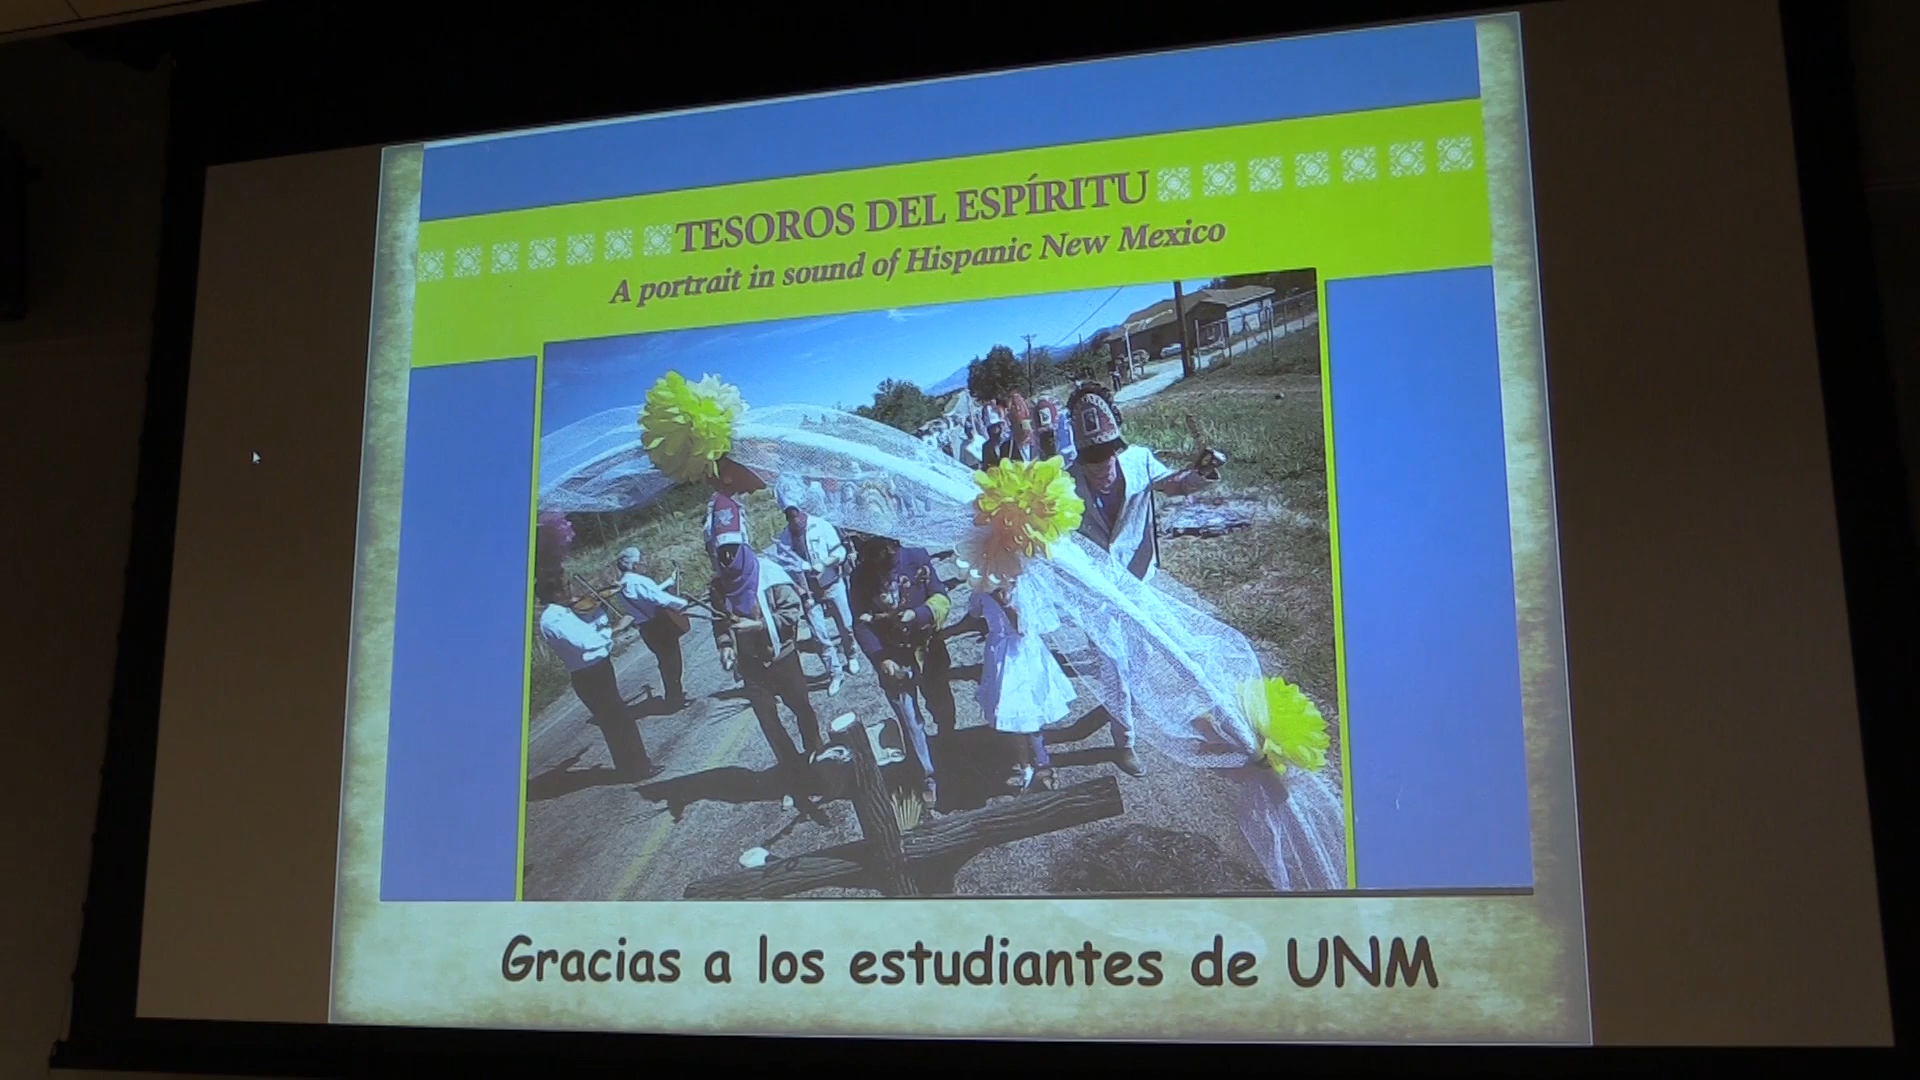 TESOROS DEL ESPÍRITU
A portrait in sound of Hispanic New Mexico
Gracias a los estudiantes de UNM